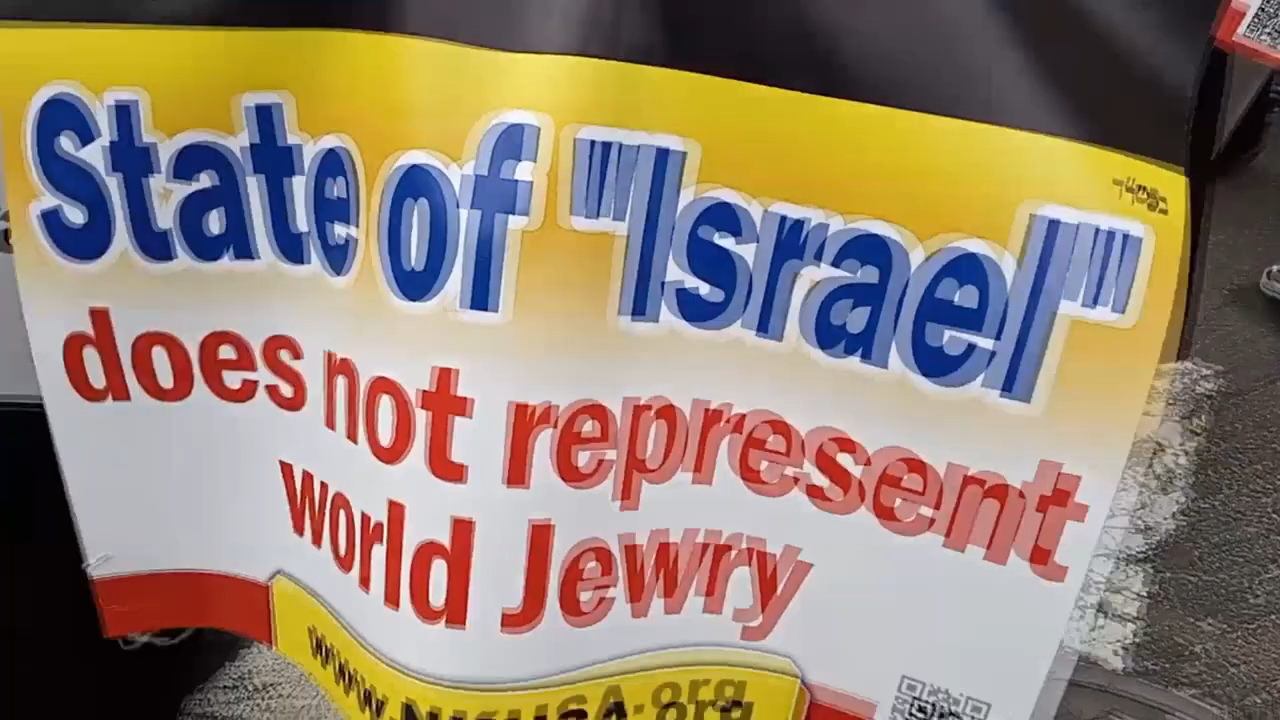 State of "Israel"
does not represent
world Jewry
www.NKUSA.org